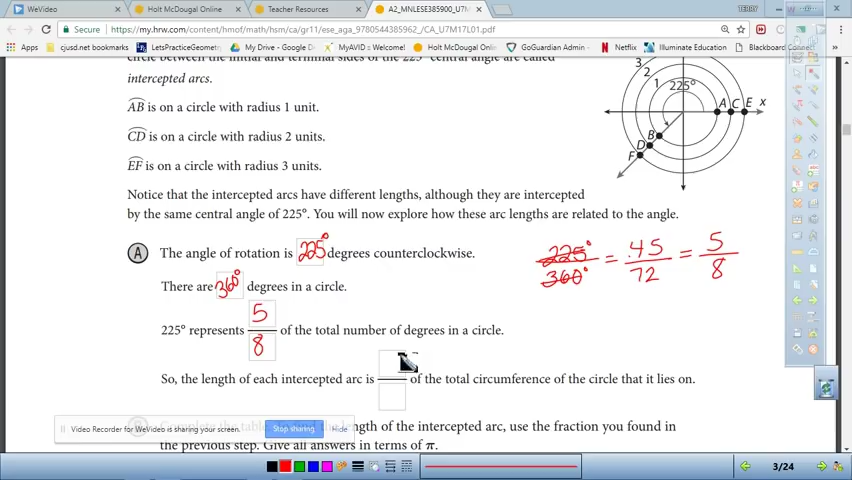 WeVideo
Holt McDougal Online
Teacher Resources
A2_MNLESE385900_U7M
TERRY
https://my.hrw.com/content/hmof/math/hsm/ca/gr11/ese_aga_9780544385962_/CA_U7M17L01.pdf
Apps
cjusd.net bookmarks
LetsPracticeGeometry
My Drive - Google Dr
MyAVID | Welcome!
Holt McDougal Online
GoGuardian Admin
Netflix
Illuminate Education
Blackboard Connect
circle between the initial and terminal sides of the 225° central angle are called
intercepted arcs.
AB is on a circle with radius 1 unit.
CD is on a circle with radius 2 units.
EF is on a circle with radius 3 units.
3
2
1
225°
A C E x
B
D
F
Notice that the intercepted arcs have different lengths, although they are intercepted
by the same central angle of 225°. You will now explore how these arc lengths are related to the angle.
A The angle of rotation is 225° degrees counterclockwise.
There are 360° degrees in a circle.
225°/360° = 45/72 = 5/8
225° represents 5/8 of the total number of degrees in a circle.
So, the length of each intercepted arc is of the total circumference of the circle that it lies on.
length of the intercepted arc, use the fraction you found in
the previous step. Give all answers in terms of π.
Video Recorder for WeVideo is sharing your screen.
Stop sharing
Hide
3/24